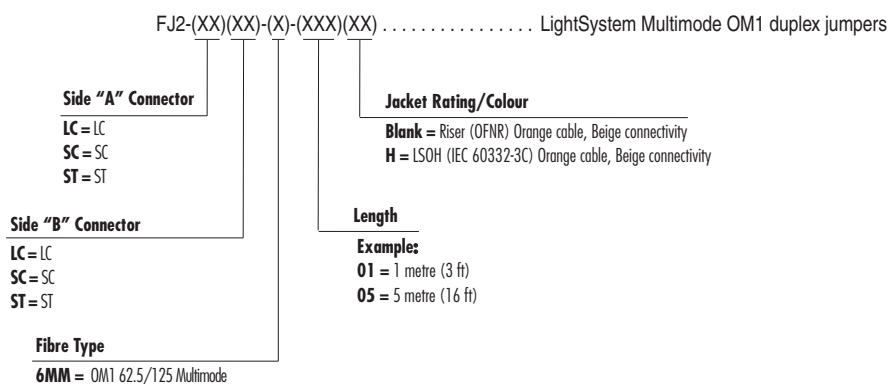 FJ2-(XX)(XX)-(X)-(XXX)(XX) . . . . . . . . . . . . . . . . LightSystem Multimode OM1 duplex jumpers
Side “A” Connector
LC = LC
SC = SC
ST = ST
Jacket Rating/Colour
Blank = Riser (OFNR) Orange cable, Beige connectivity
H = LSOH (IEC 60332-3C) Orange cable, Beige connectivity
Side “B” Connector
LC = LC
SC = SC
ST = ST
Length
Example:
01 = 1 metre (3 ft)
05 = 5 metre (16 ft)
Fibre Type
6MM = OM1 62.5/125 Multimode